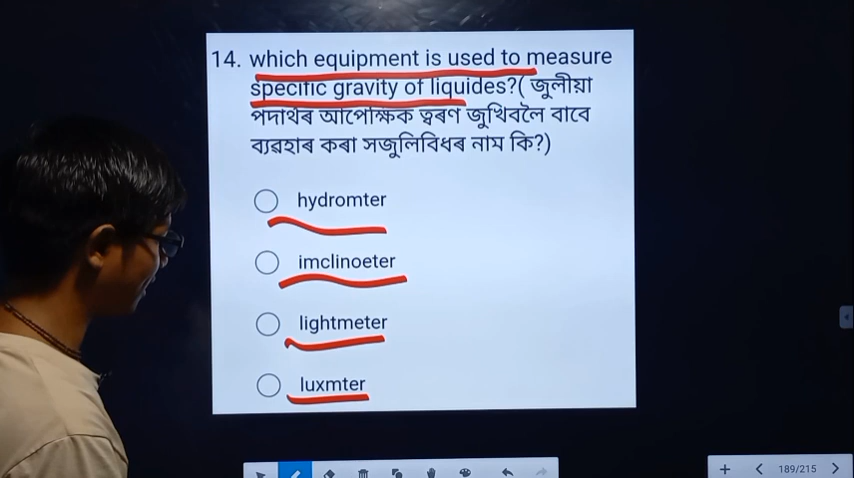 14. which equipment is used to measure
specific gravity of liquides?( জুলীয়া
পদাৰ্থৰ আপেক্ষিক ত্বৰণ জুখিবলৈ বাবে
ব্যৱহাৰ কৰা সজুলিবিধৰ নাম কি?)
hydromter
imclinoeter
lightmeter
luxmter
189/215